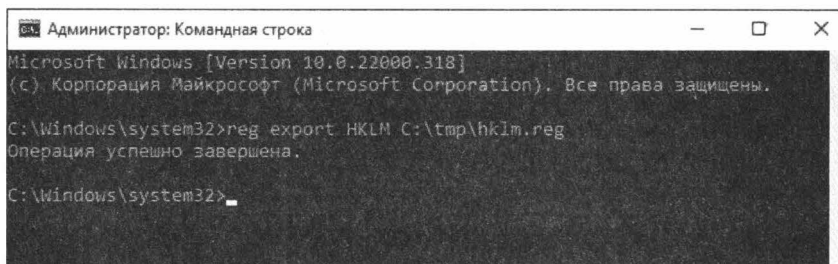 Администратор: Командная строка
Microsoft Windows [Version 10.0.22000.318]
(c) Корпорация Майкрософт (Microsoft Corporation). Все права защищены.
C:\Windows\system32>reg export HKLM C:\tmp\hklm.reg
Операция успешно завершена.
C:\Windows\system32>